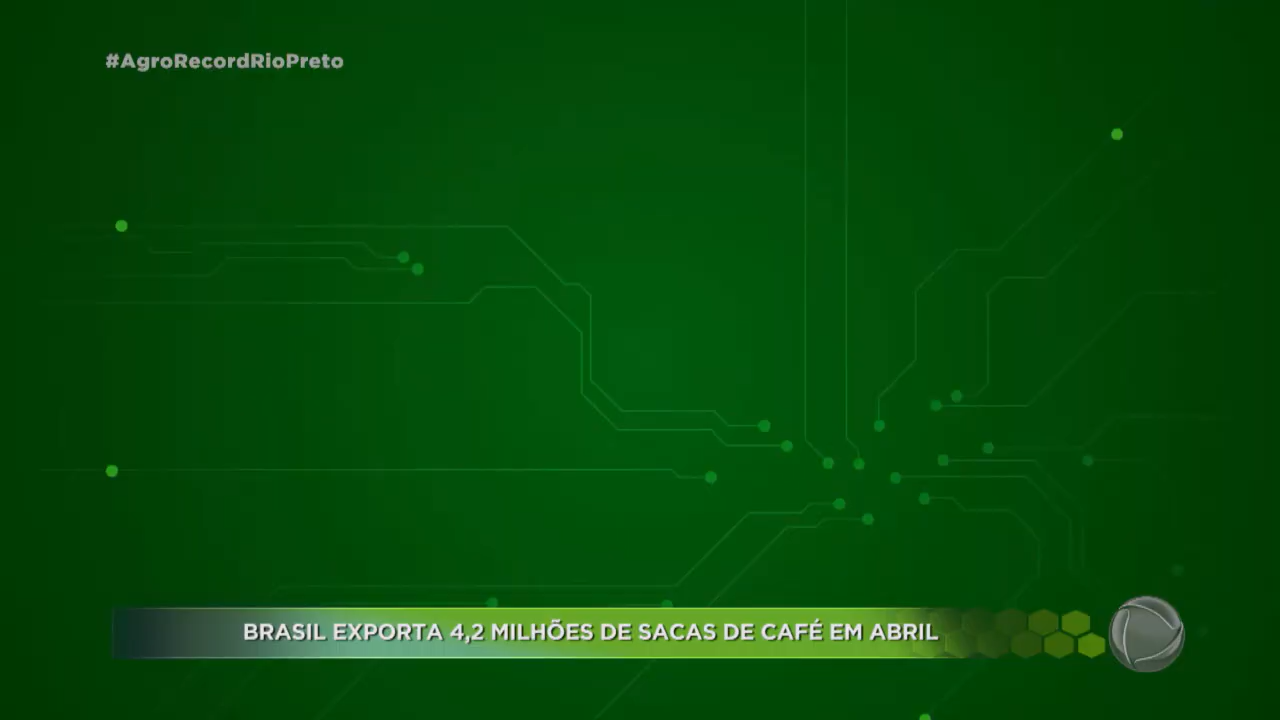 #AgroRecordRioPreto
BRASIL EXPORTA 4,2 MILHÕES DE SACAS DE CAFÉ EM ABRIL